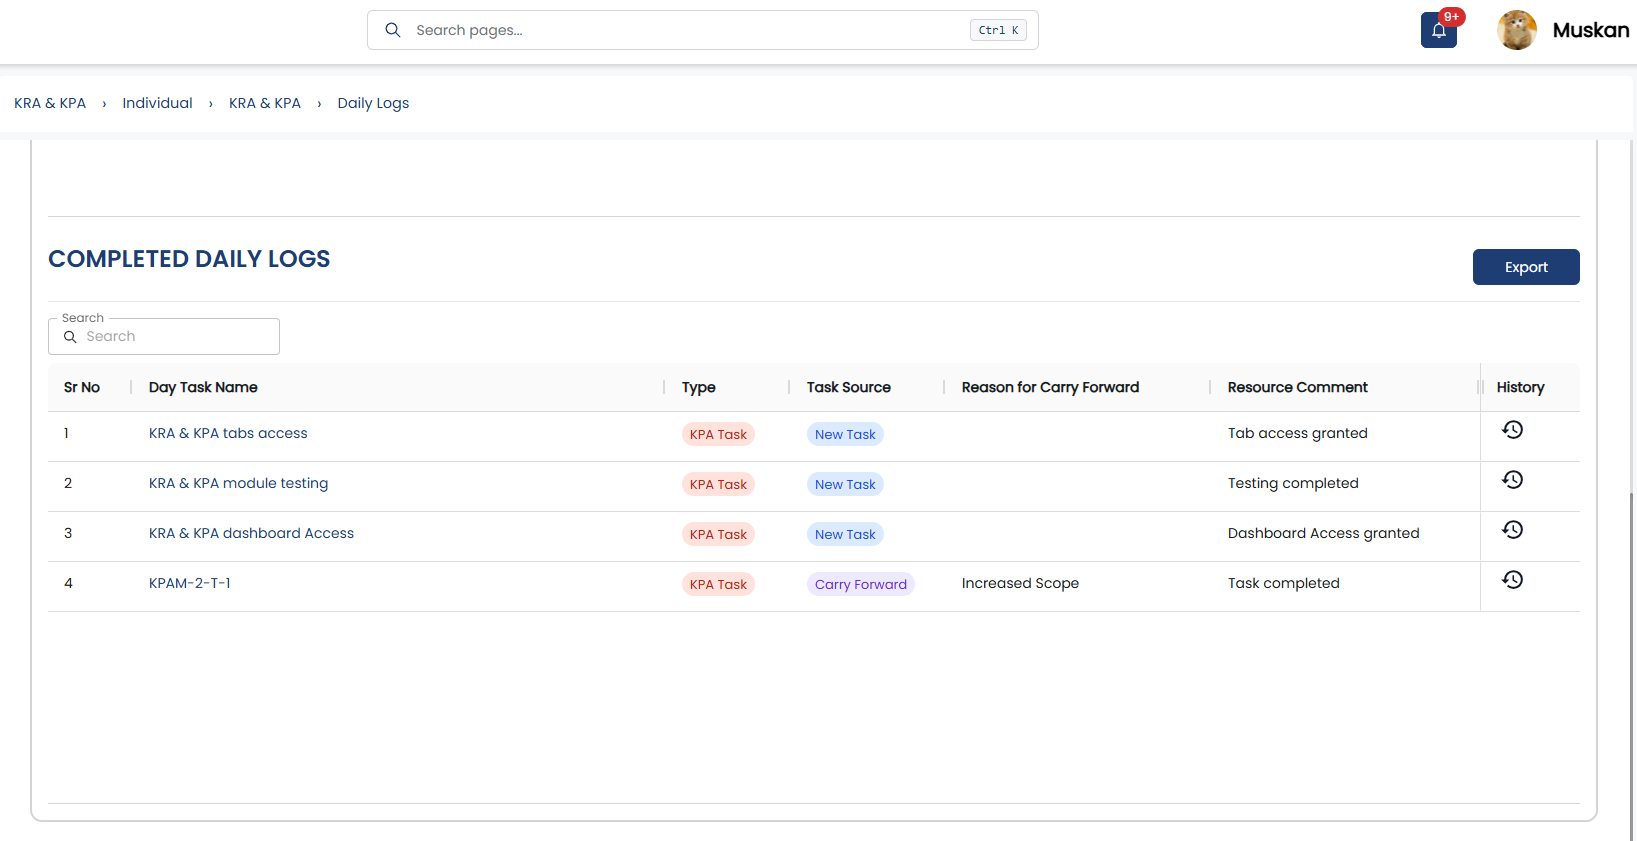 Search pages...
Ctrl K
9+
Muskan
KRA & KPA › Individual › KRA & KPA › Daily Logs
COMPLETED DAILY LOGS
Export
Search
Search
Sr No Day Task Name Type Task Source Reason for Carry Forward Resource Comment History
1 KRA & KPA tabs access KPA Task New Task Tab access granted
2 KRA & KPA module testing KPA Task New Task Testing completed
3 KRA & KPA dashboard Access KPA Task New Task Dashboard Access granted
4 KPAM-2-T-1 KPA Task Carry Forward Increased Scope Task completed